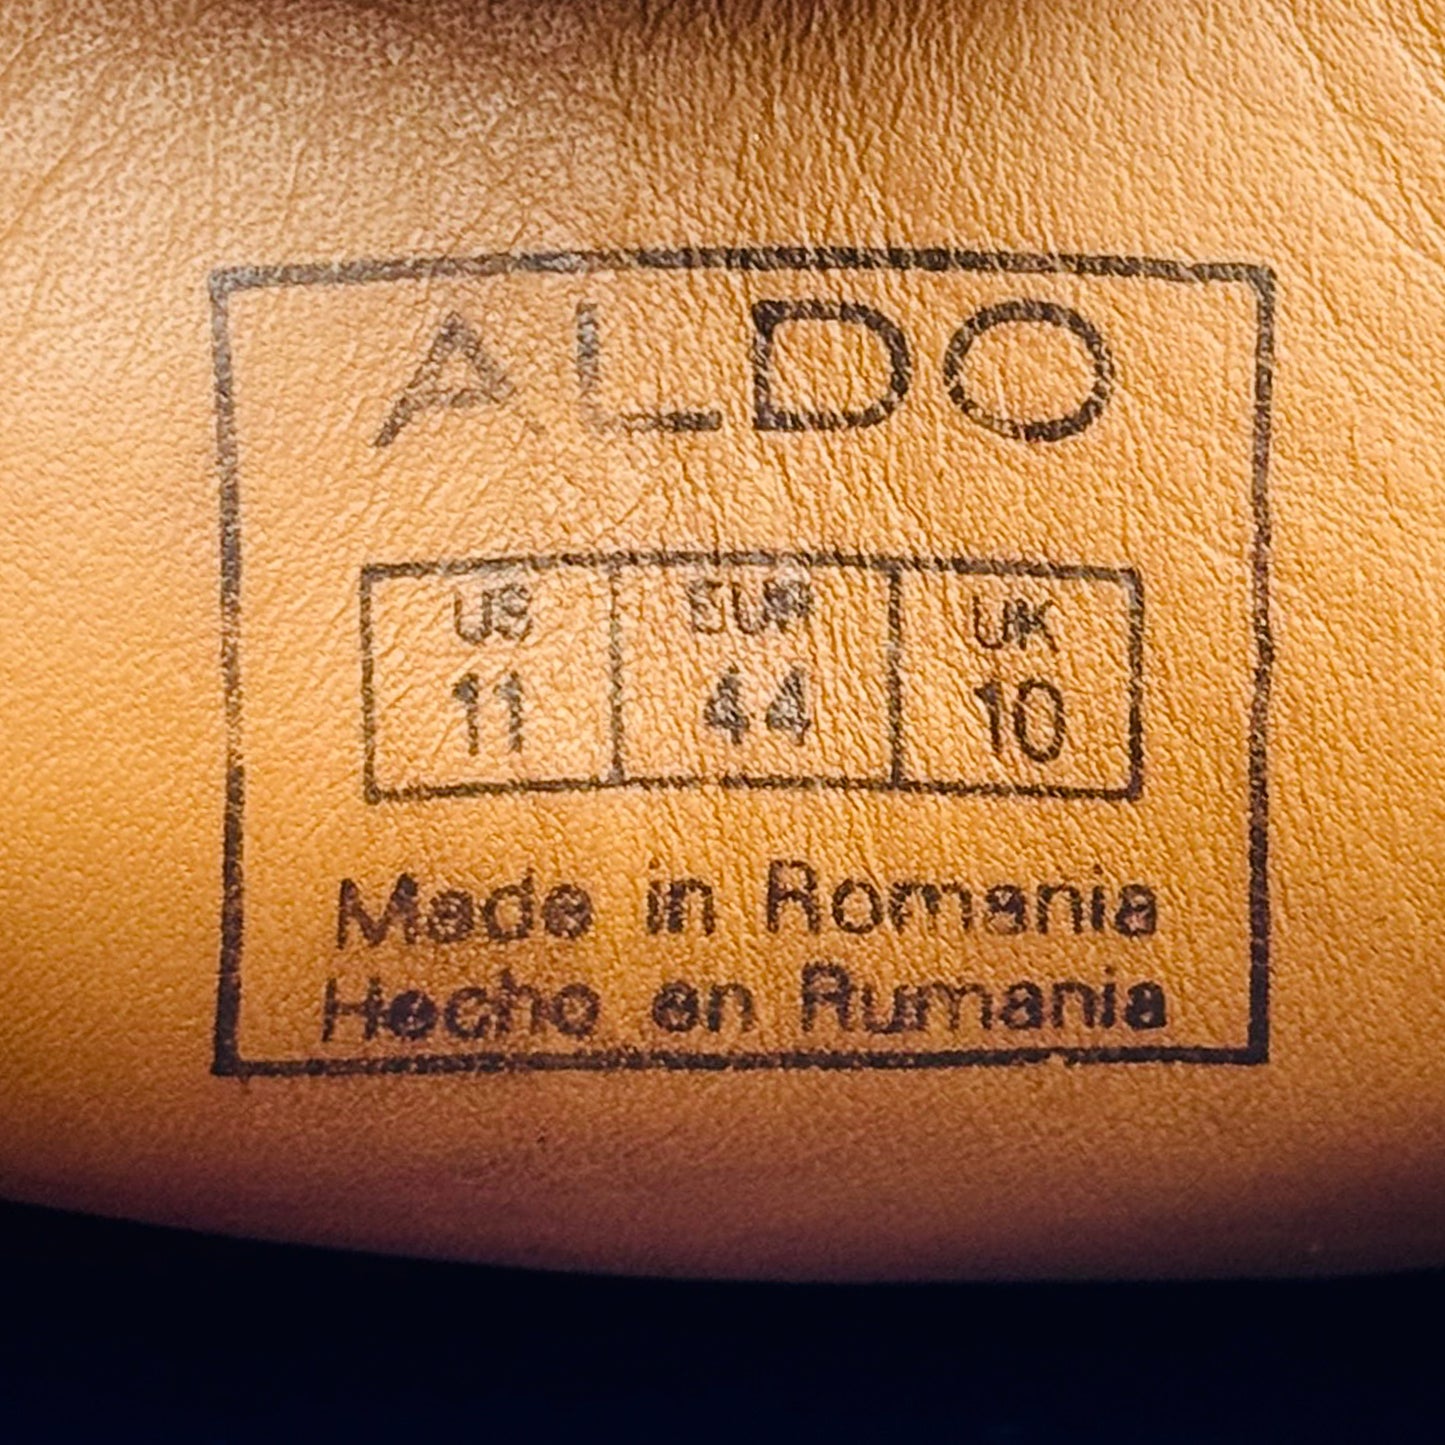 ALDO
US EUR UK
11 44 10
Made in Romania
Hecho en Rumania